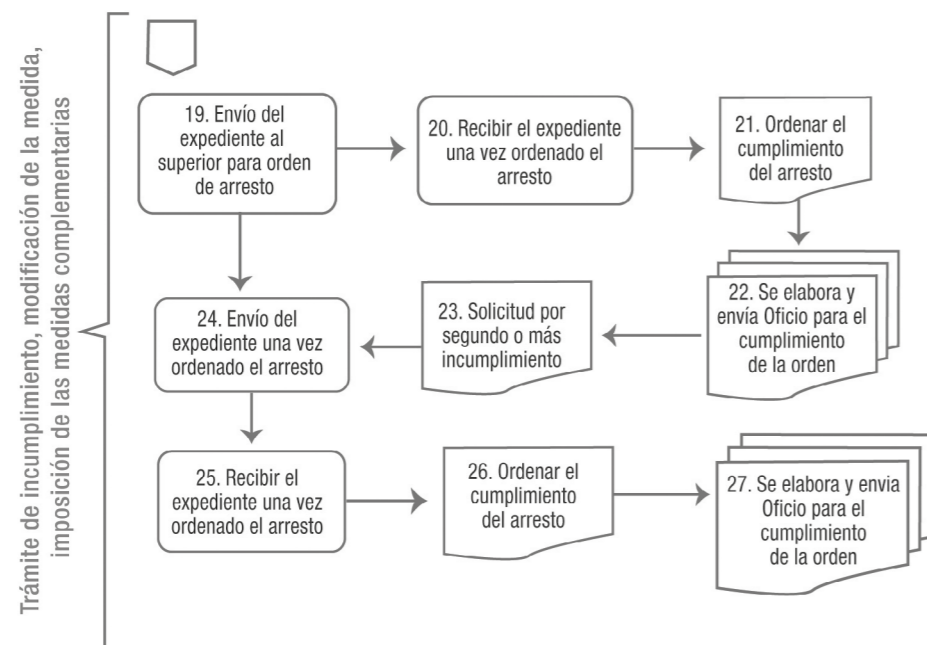 Trámite de incumplimiento, modificación de la medida,
imposición de las medidas complementarias
19. Envío del
expediente al
superior para orden
de arresto
20. Recibir el expediente
una vez ordenado el
arresto
21. Ordenar el
cumplimiento
del arresto
22. Se elabora y
envía Oficio para el
cumplimiento
de la orden
23. Solicitud por
segundo o más
incumplimiento
24. Envío del
expediente una vez
ordenado el arresto
25. Recibir el
expediente una vez
ordenado el arresto
26. Ordenar el
cumplimiento
del arresto
27. Se elabora y envia
Oficio para el
cumplimiento
de la orden